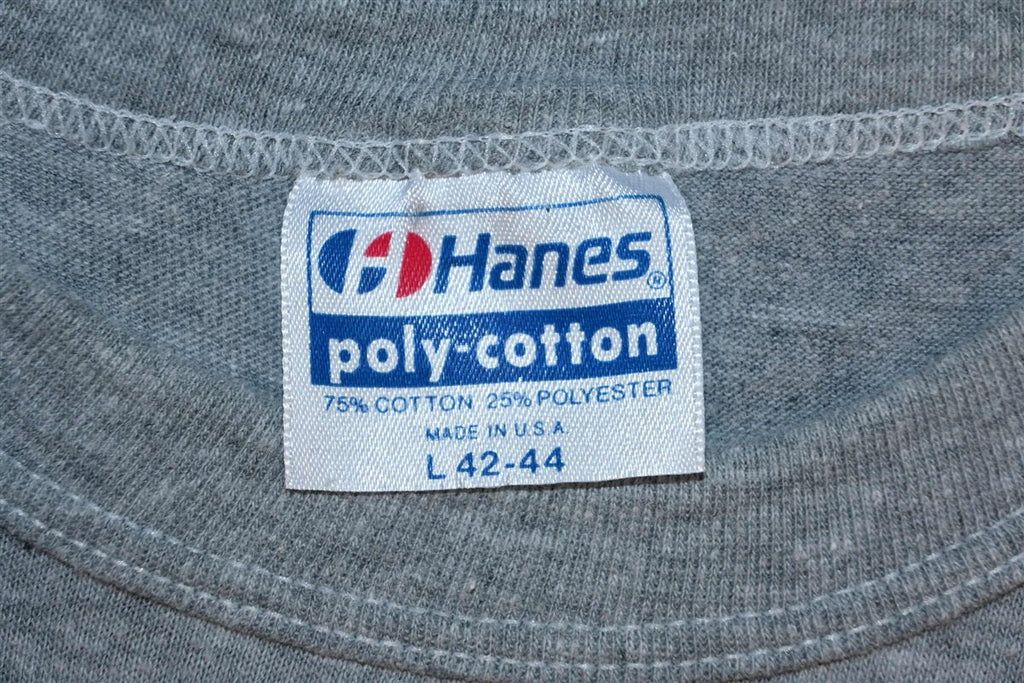 Hanes®
poly-cotton
75% COTTON 25% POLYESTER
MADE IN U.S.A
L 42-44